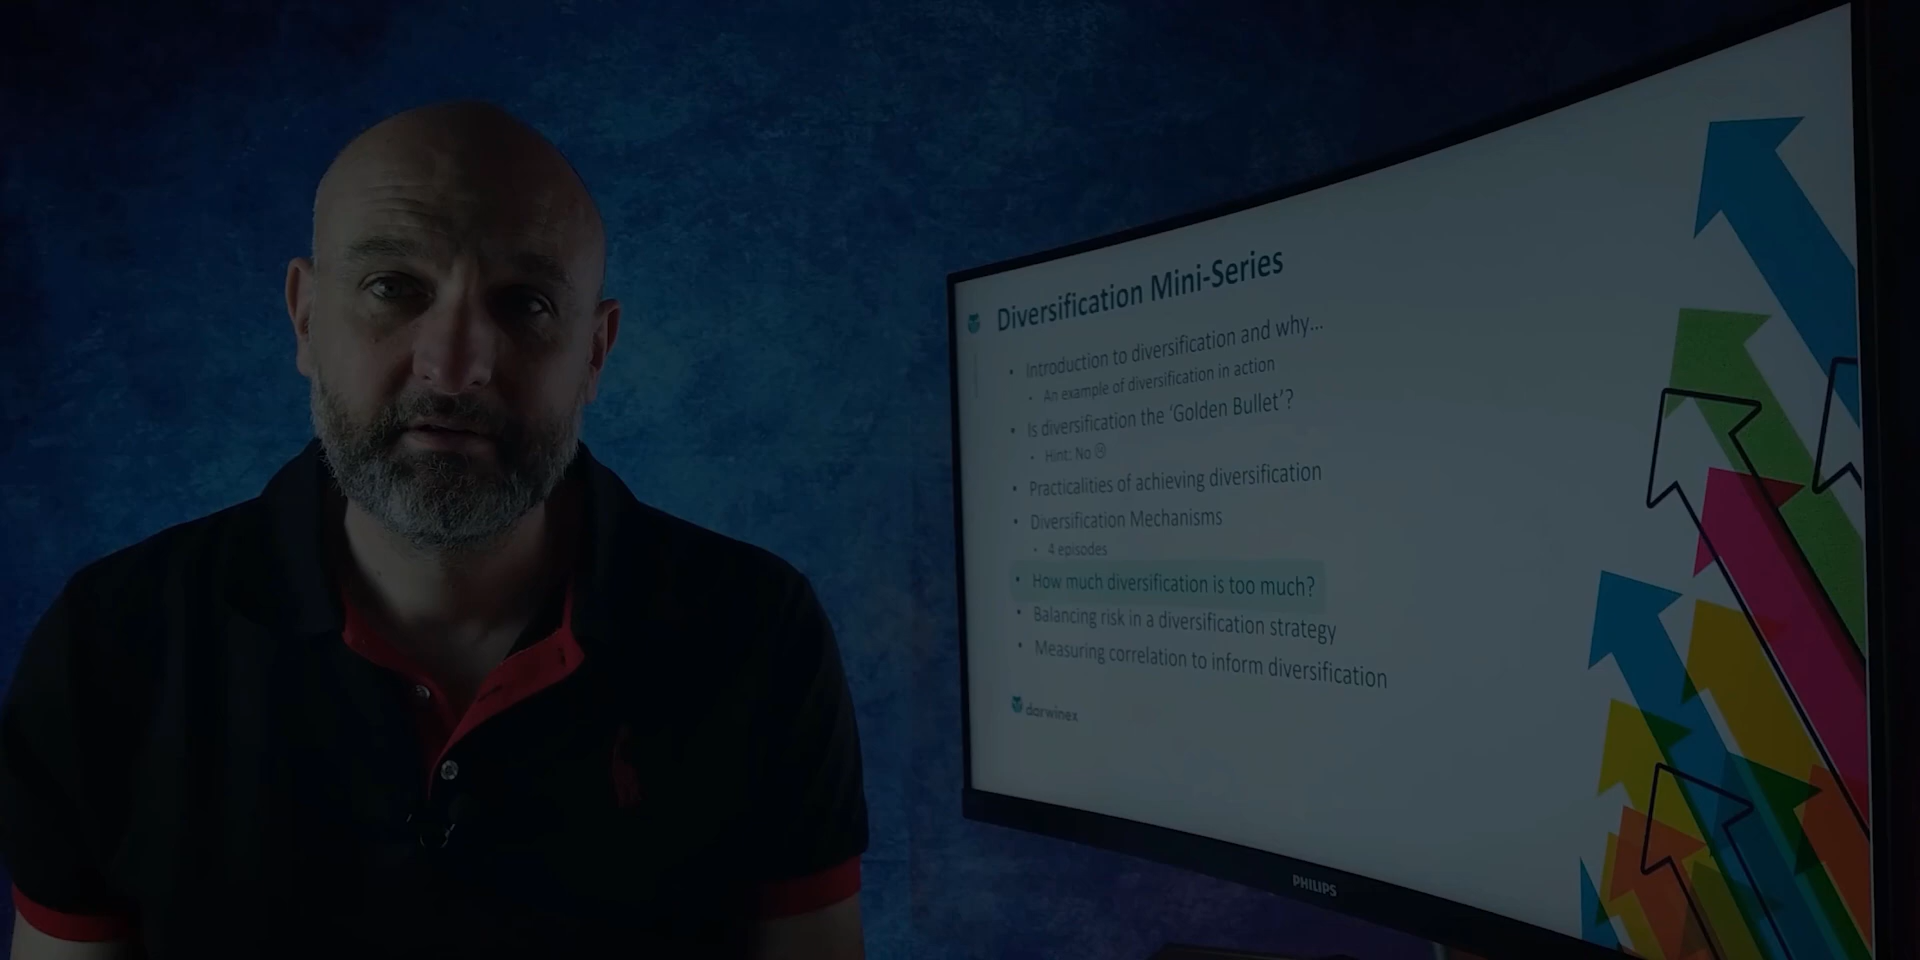 Diversification Mini-Series
• Introduction to diversification and why...
• An example of diversification in action
• Is diversification the 'Golden Bullet'?
• Hint: No ☹
• Practicalities of achieving diversification
• Diversification Mechanisms
• 4 episodes
• How much diversification is too much?
• Balancing risk in a diversification strategy
• Measuring correlation to inform diversification
darwinex
PHILIPS